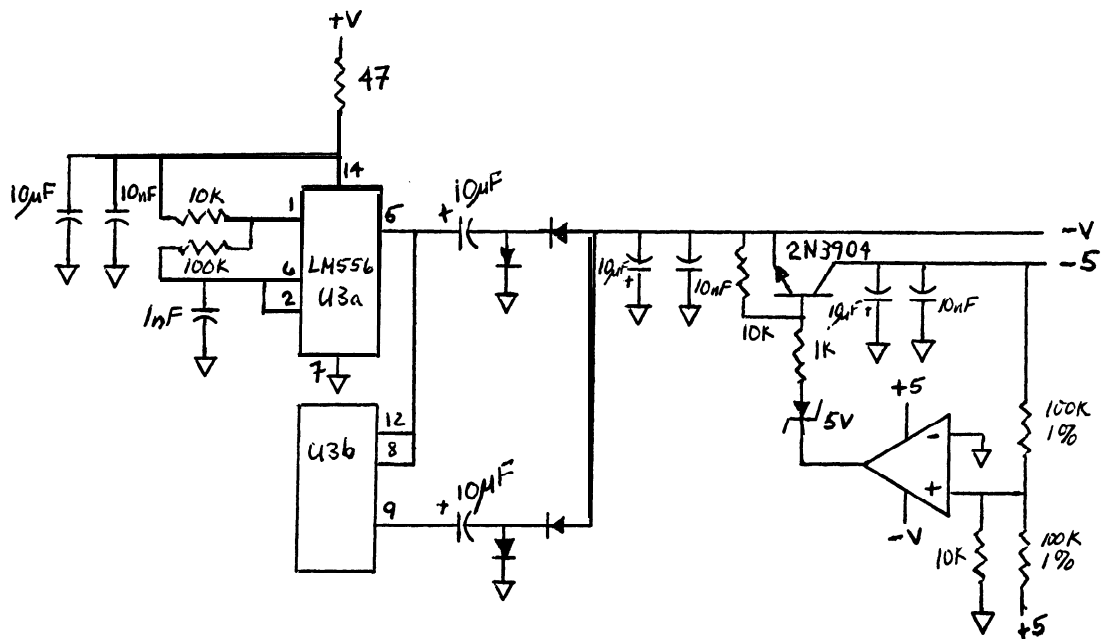 +V
47
14
10µF
10nF
10K
1
5
+ 10µF
100K
6
LM556
2
U3a
1nF
7
10µF
+
10nF
10K
2N3904
1K
-V
-5
10µF
+
10nF
5V
+5
-
+
-V
100K
1%
10K
100K
1%
+5
U3b
12
8
9
+ 10µF